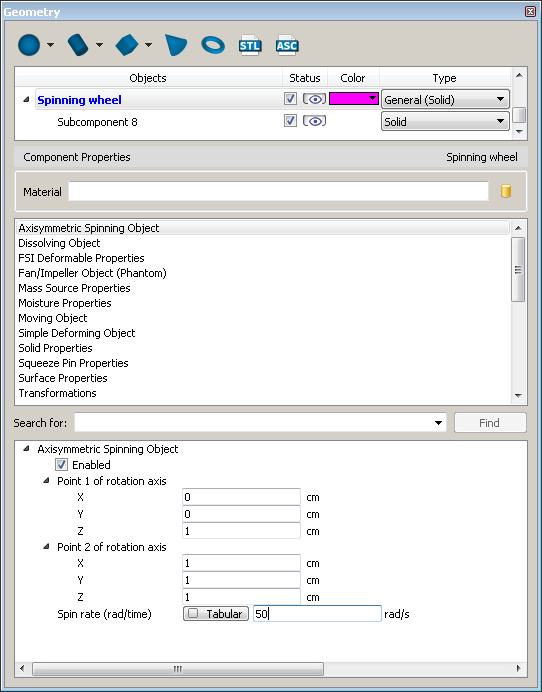 Geometry
STL ASC
Objects Status Color Type
Spinning wheel General (Solid)
Subcomponent 8 Solid
Component Properties Spinning wheel
Material
Axisymmetric Spinning Object
Dissolving Object
FSI Deformable Properties
Fan/Impeller Object (Phantom)
Mass Source Properties
Moisture Properties
Moving Object
Simple Deforming Object
Solid Properties
Squeeze Pin Properties
Surface Properties
Transformations
Search for: Find
Axisymmetric Spinning Object
Enabled
Point 1 of rotation axis
X 0 cm
Y 0 cm
Z 1 cm
Point 2 of rotation axis
X 1 cm
Y 1 cm
Z 1 cm
Spin rate (rad/time) Tabular 50 rad/s